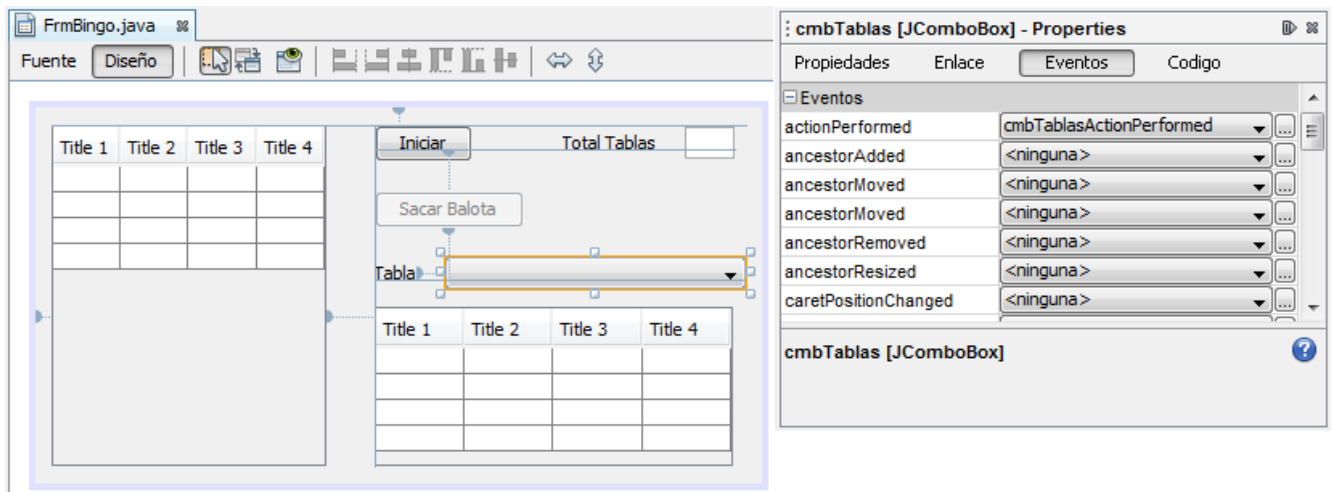 FrmBingo.java
Fuente Diseño
Title 1 Title 2 Title 3 Title 4
Iniciar Total Tablas
Sacar Balota
Tabla
Title 1 Title 2 Title 3 Title 4
cmbTablas [JComboBox] - Properties
Propiedades Enlace Eventos Codigo
Eventos
actionPerformed cmbTablasActionPerformed
ancestorAdded <ninguna>
ancestorMoved <ninguna>
ancestorMoved <ninguna>
ancestorRemoved <ninguna>
ancestorResized <ninguna>
caretPositionChanged <ninguna>
cmbTablas [JComboBox]